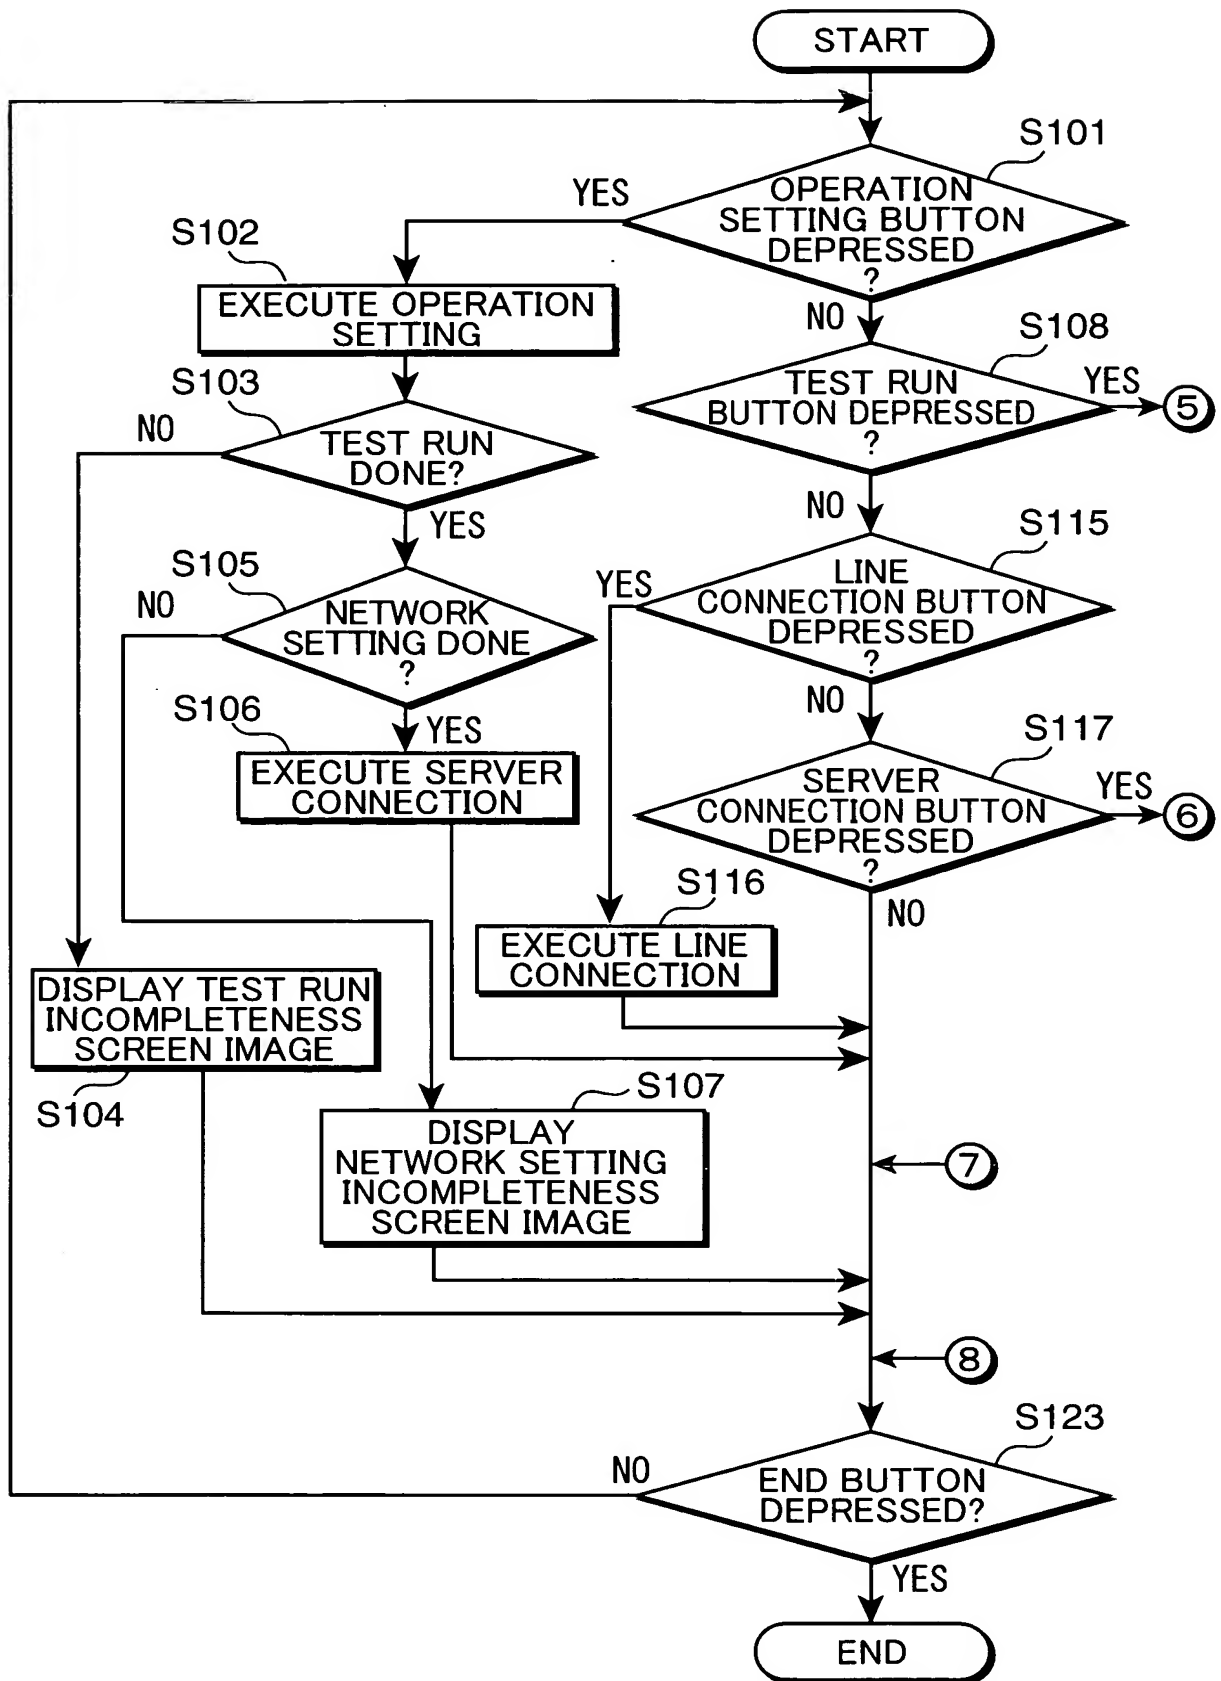 START
S101
OPERATION
SETTING BUTTON
DEPRESSED
?
YES
NO
S102
EXECUTE OPERATION
SETTING
S108
TEST RUN
BUTTON DEPRESSED
?
YES
5
NO
S103
TEST RUN
DONE?
NO
YES
S115
LINE
CONNECTION BUTTON
DEPRESSED
?
YES
NO
S105
NETWORK
SETTING DONE
?
NO
YES
S106
EXECUTE SERVER
CONNECTION
S117
SERVER
CONNECTION BUTTON
DEPRESSED
?
YES
6
NO
S116
EXECUTE LINE
CONNECTION
DISPLAY TEST RUN
INCOMPLETENESS
SCREEN IMAGE
S104
S107
DISPLAY
NETWORK SETTING
INCOMPLETENESS
SCREEN IMAGE
7
8
S123
END BUTTON
DEPRESSED?
NO
YES
END